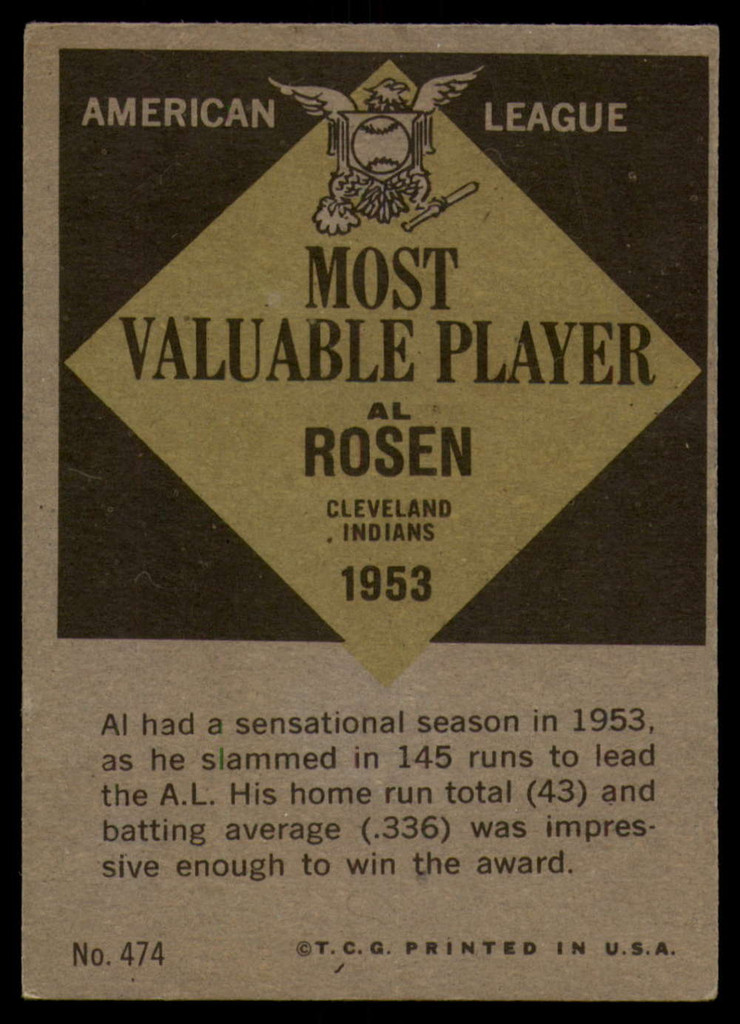 AMERICAN LEAGUE
MOST
VALUABLE PLAYER
AL
ROSEN
CLEVELAND
INDIANS
1953
Al had a sensational season in 1953,
as he slammed in 145 runs to lead
the A.L. His home run total (43) and
batting average (.336) was impres-
sive enough to win the award.
No. 474 ©T.C.G. PRINTED IN U.S.A.